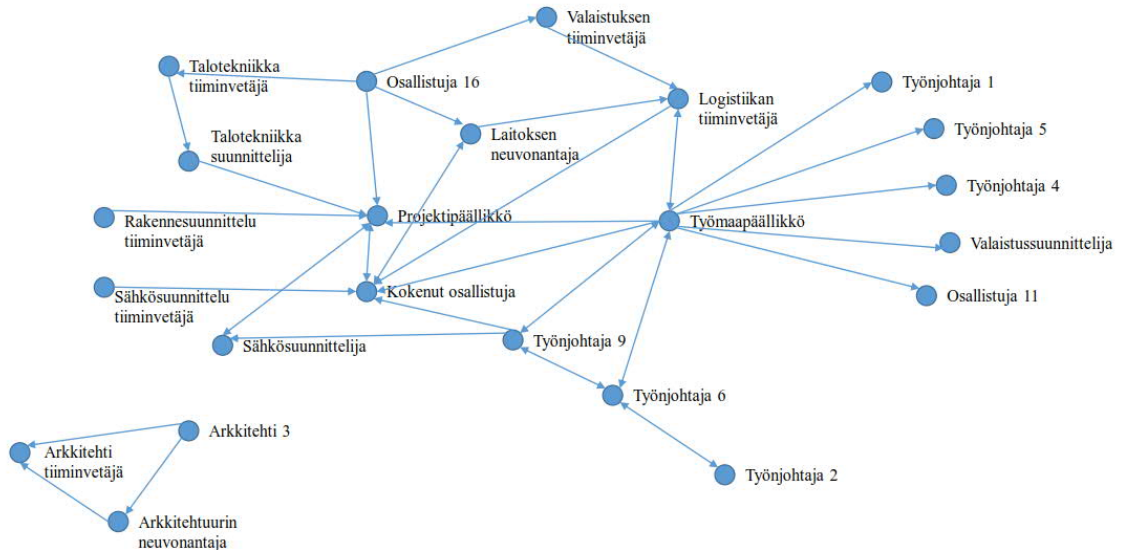 Valaistuksen
tiiminvetäjä
Talotekniikka
tiiminvetäjä
Osallistuja 16
Logistiikan
tiiminvetäjä
Työnjohtaja 1
Talotekniikka
suunnittelija
Laitoksen
neuvonantaja
Työnjohtaja 5
Työnjohtaja 4
Rakennesuunnittelu
tiiminvetäjä
Projektipäällikkö
Työmaapäällikkö
Valaistussuunnittelija
Sähkösuunnittelu
tiiminvetäjä
Kokenut osallistuja
Osallistuja 11
Sähkösuunnittelija
Työnjohtaja 9
Työnjohtaja 6
Arkkitehti 3
Arkkitehti
tiiminvetäjä
Työnjohtaja 2
Arkkitehtuurin
neuvonantaja